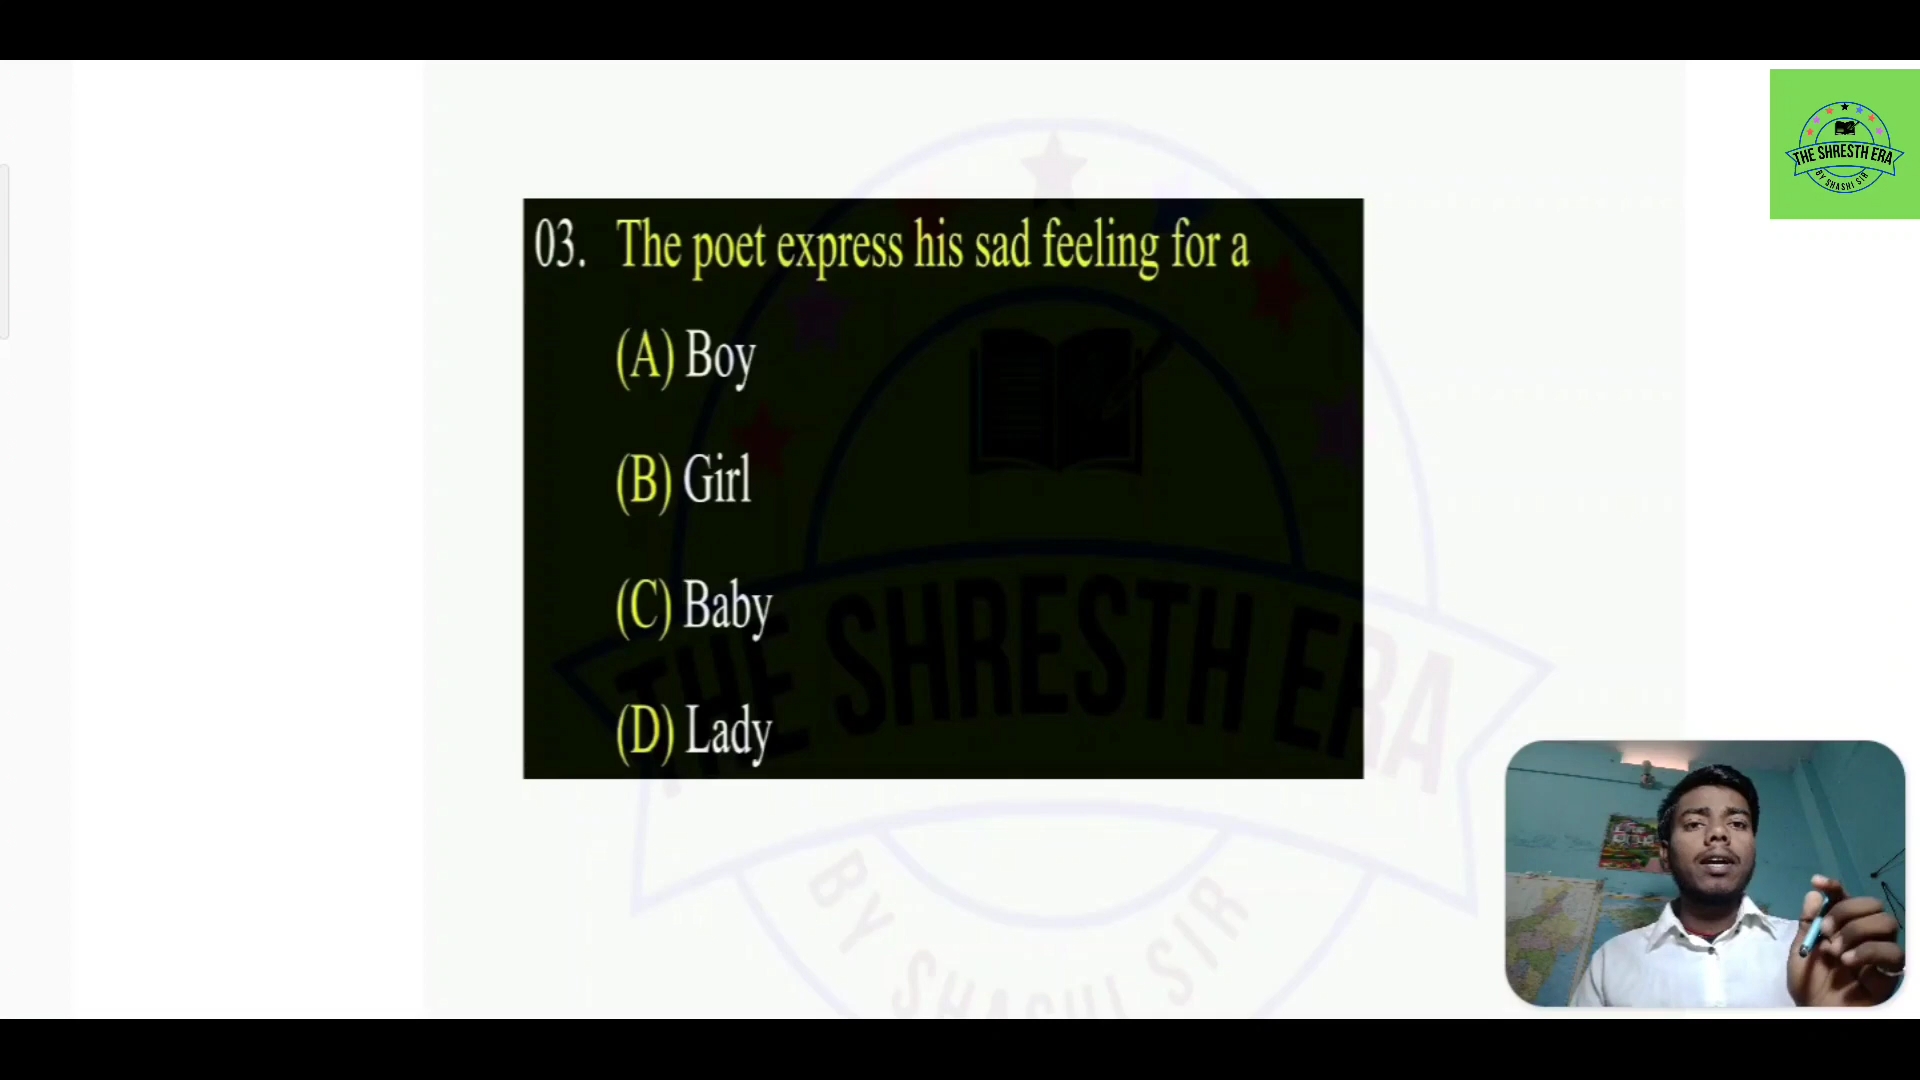 THE SHRESTH ERA
BY SHASHI SIR
03. The poet express his sad feeling for a
(A) Boy
(B) Girl
(C) Baby
(D) Lady
THE SHRESTH ERA
BY SHASHI SIR